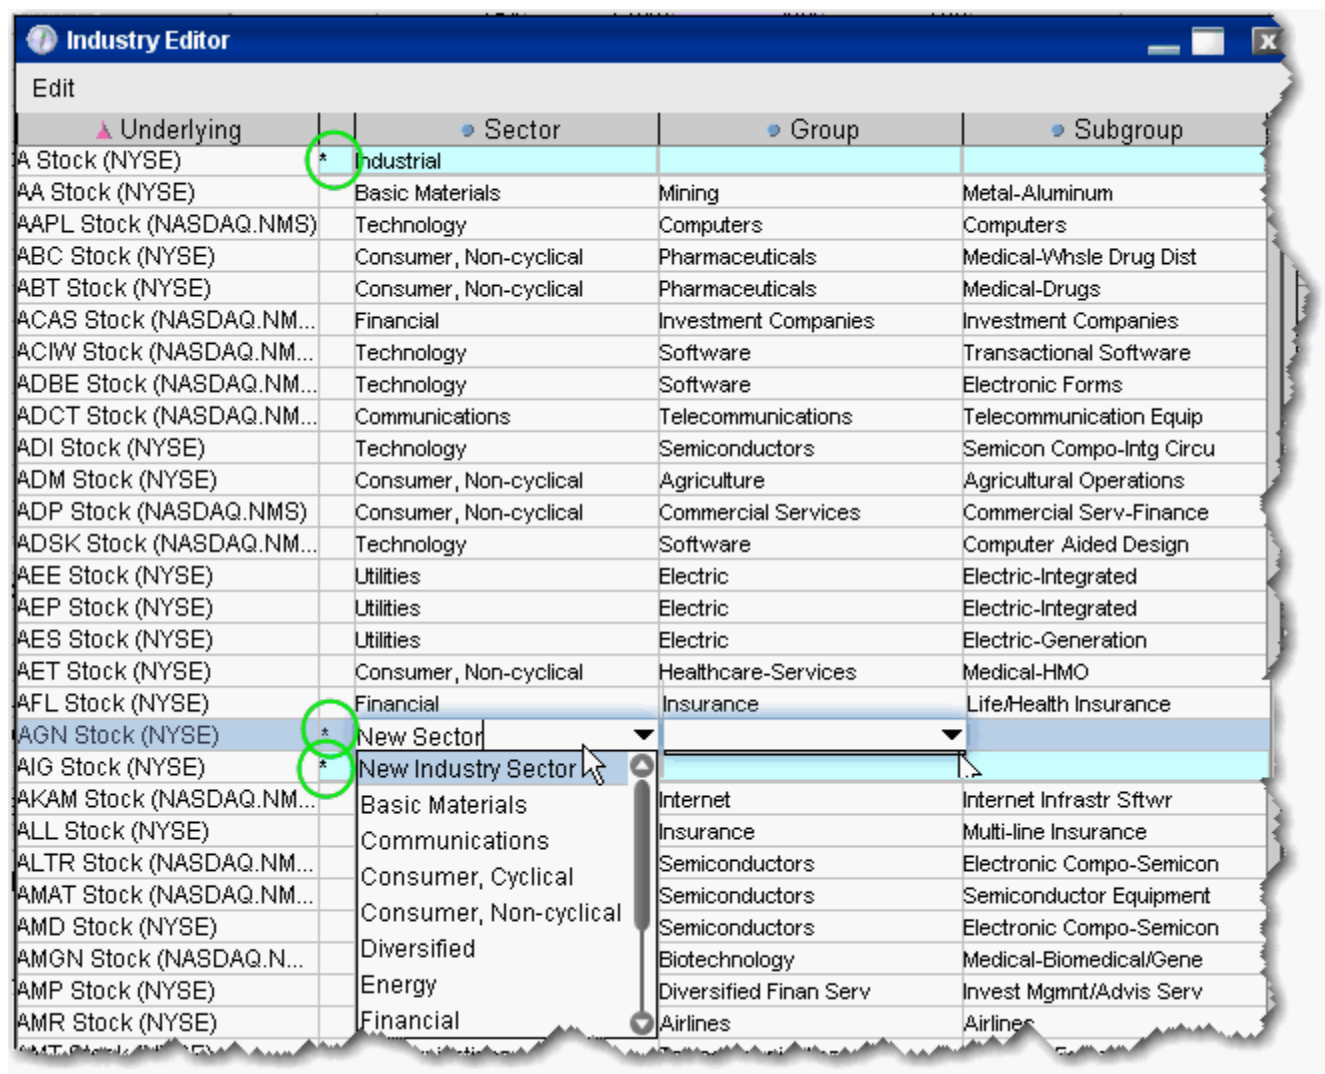 Industry Editor
Edit
Underlying Sector Group Subgroup
A Stock (NYSE) * Industrial
AA Stock (NYSE) Basic Materials Mining Metal-Aluminum
AAPL Stock (NASDAQ.NMS) Technology Computers Computers
ABC Stock (NYSE) Consumer, Non-cyclical Pharmaceuticals Medical-Whsle Drug Dist
ABT Stock (NYSE) Consumer, Non-cyclical Pharmaceuticals Medical-Drugs
ACAS Stock (NASDAQ.NM... Financial Investment Companies Investment Companies
ACIW Stock (NASDAQ.NM... Technology Software Transactional Software
ADBE Stock (NASDAQ.NM... Technology Software Electronic Forms
ADCT Stock (NASDAQ.NM... Communications Telecommunications Telecommunication Equip
ADI Stock (NYSE) Technology Semiconductors Semicon Compo-Intg Circu
ADM Stock (NYSE) Consumer, Non-cyclical Agriculture Agricultural Operations
ADP Stock (NASDAQ.NMS) Consumer, Non-cyclical Commercial Services Commercial Serv-Finance
ADSK Stock (NASDAQ.NM... Technology Software Computer Aided Design
AEE Stock (NYSE) Utilities Electric Electric-Integrated
AEP Stock (NYSE) Utilities Electric Electric-Integrated
AES Stock (NYSE) Utilities Electric Electric-Generation
AET Stock (NYSE) Consumer, Non-cyclical Healthcare-Services Medical-HMO
AFL Stock (NYSE) Financial Insurance Life/Health Insurance
AGN Stock (NYSE) * New Sector
AIG Stock (NYSE) * New Industry Sector
AKAM Stock (NASDAQ.NM... Basic Materials Internet Internet Infrastr Sftwr
ALL Stock (NYSE) Communications Insurance Multi-line Insurance
ALTR Stock (NASDAQ.NM... Consumer, Cyclical Semiconductors Electronic Compo-Semicon
AMAT Stock (NASDAQ.NM... Consumer, Non-cyclical Semiconductors Semiconductor Equipment
AMD Stock (NYSE) Diversified Semiconductors Electronic Compo-Semicon
AMGN Stock (NASDAQ.N... Energy Biotechnology Medical-Biomedical/Gene
AMP Stock (NYSE) Diversified Finan Serv Invest Mgmnt/Advis Serv
AMR Stock (NYSE) Financial Airlines Airlines